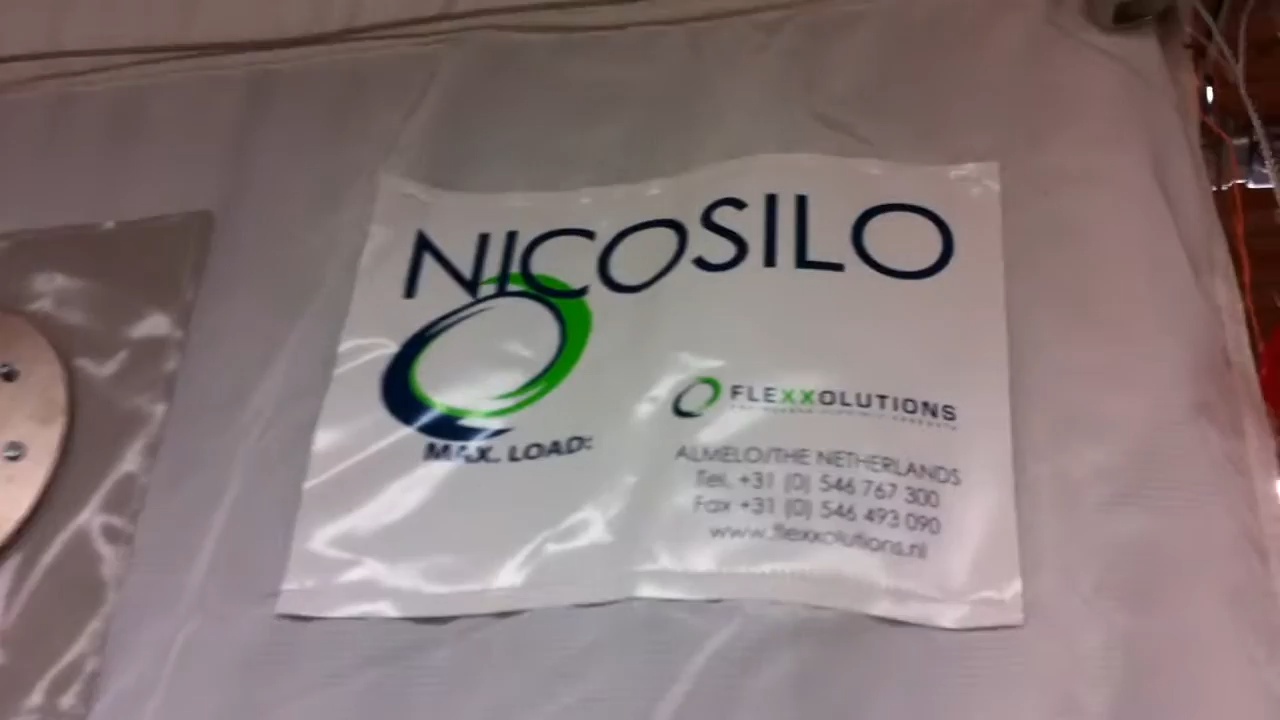 NICOSILO
MAX. LOAD:
FLEXXOLUTIONS
ALMELO/THE NETHERLANDS
Tel. +31 (0) 546 767 300
Fax +31 (0) 546 493 090
www.flexxolutions.nl